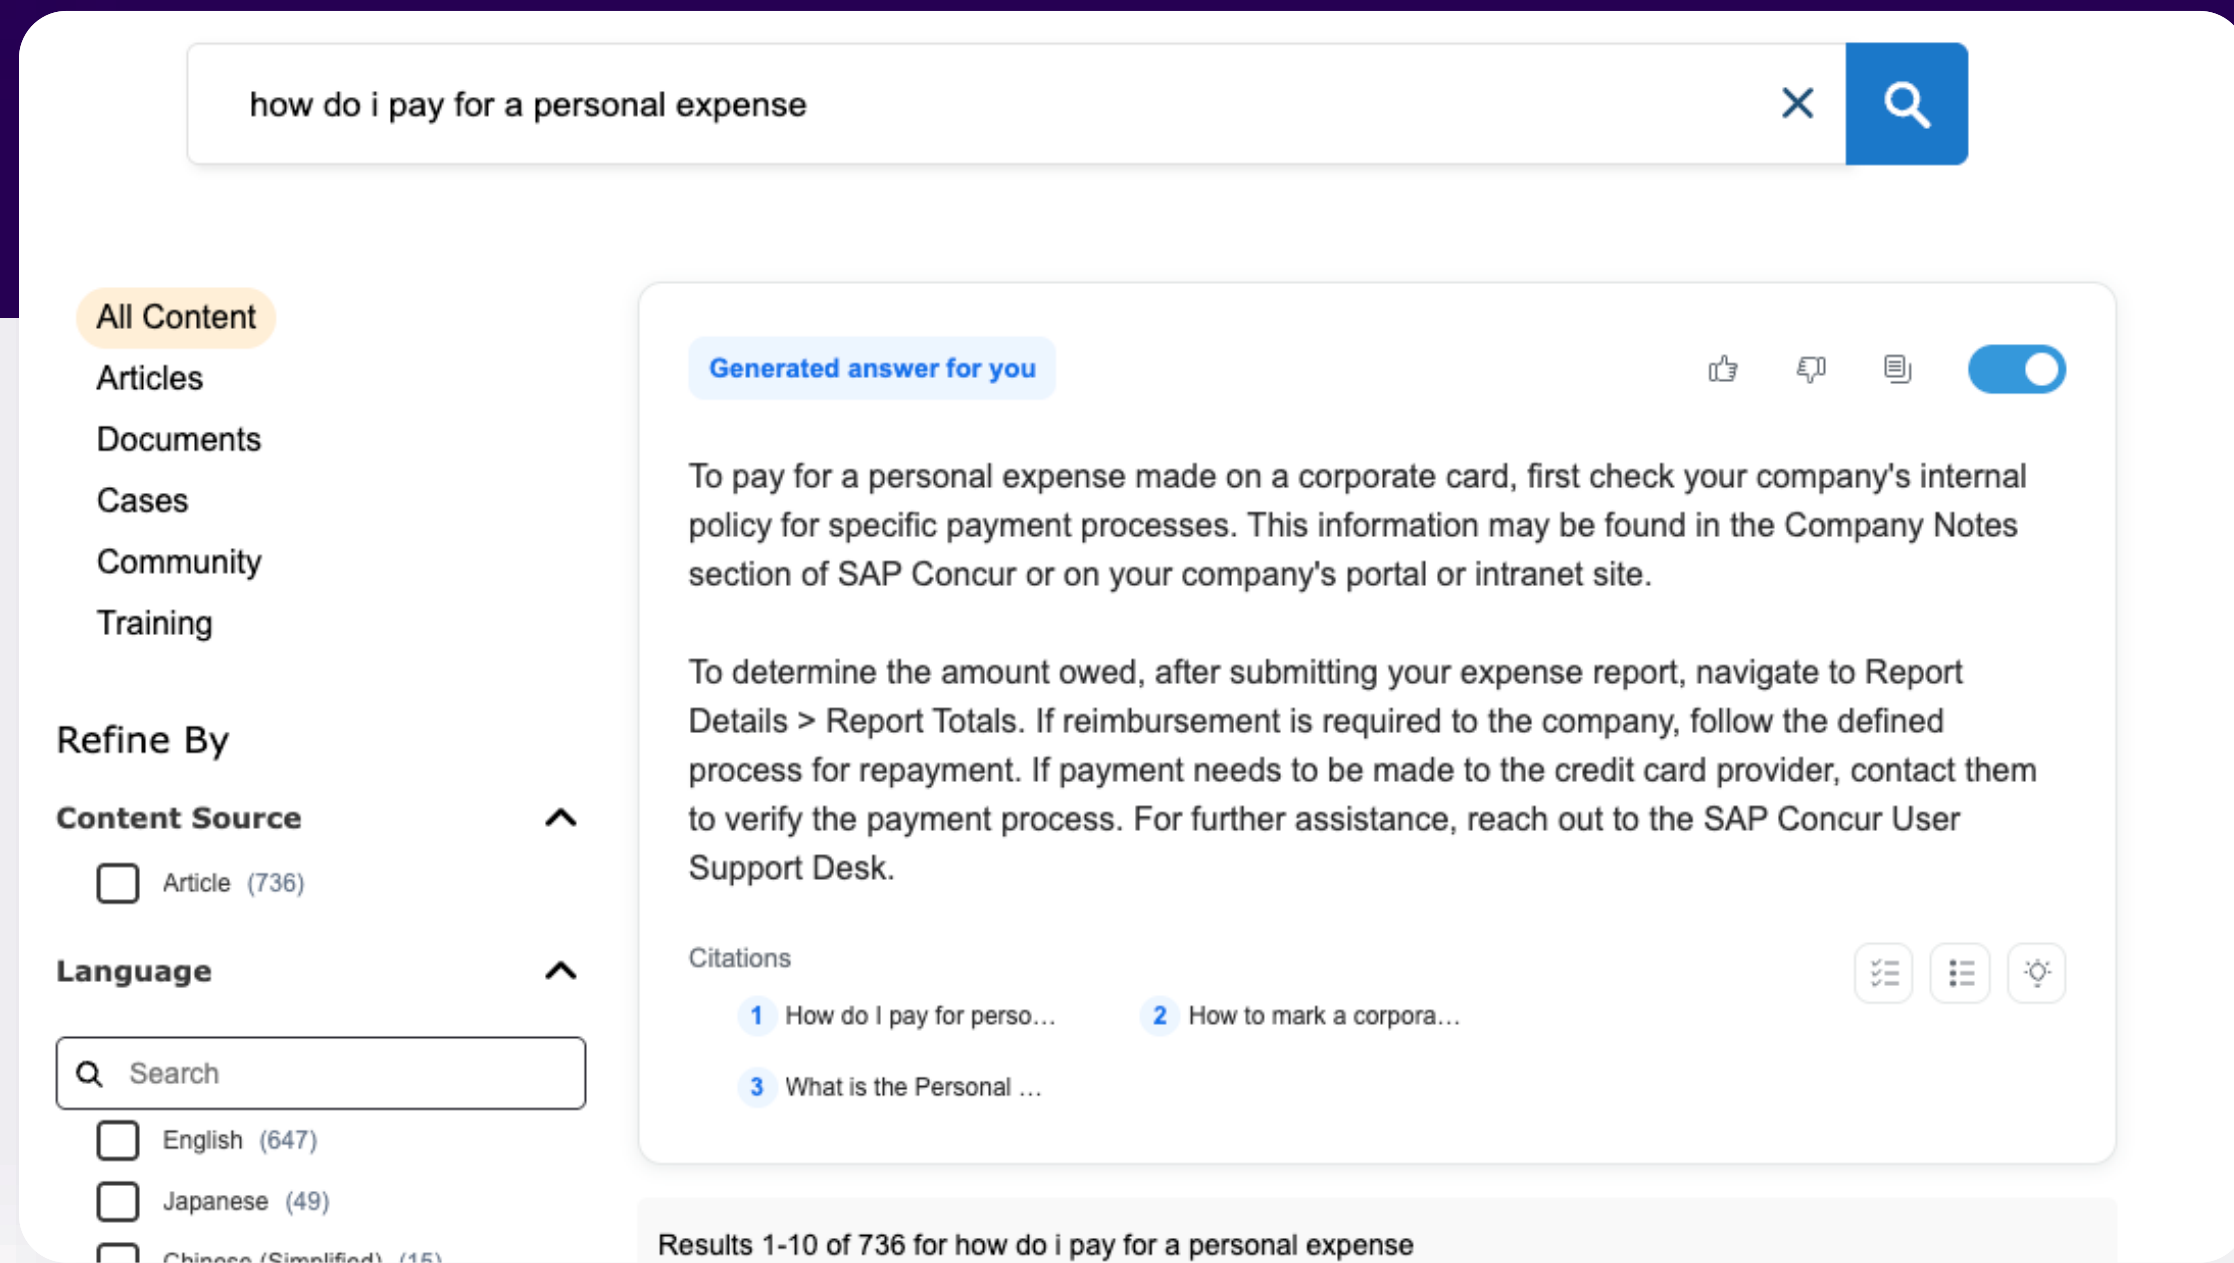 how do i pay for a personal expense
All Content
Articles
Documents
Cases
Community
Training
Refine By
Content Source
Article (736)
Language
Search
English (647)
Japanese (49)
Chinese (Simplified) (15)
Generated answer for you
To pay for a personal expense made on a corporate card, first check your company's internal
policy for specific payment processes. This information may be found in the Company Notes
section of SAP Concur or on your company's portal or intranet site.
To determine the amount owed, after submitting your expense report, navigate to Report
Details > Report Totals. If reimbursement is required to the company, follow the defined
process for repayment. If payment needs to be made to the credit card provider, contact them
to verify the payment process. For further assistance, reach out to the SAP Concur User
Support Desk.
Citations
1 How do I pay for perso...
2 How to mark a corpora...
3 What is the Personal ...
Results 1-10 of 736 for how do i pay for a personal expense